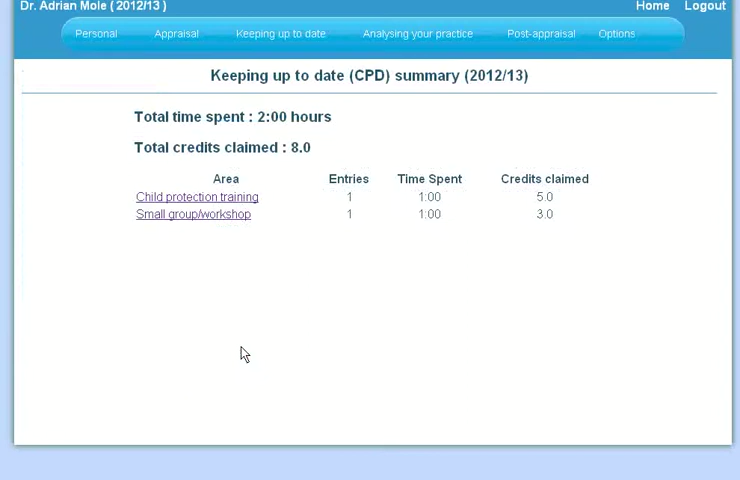 Dr. Adrian Mole ( 2012/13 ) Home Logout
Personal Appraisal Keeping up to date Analysing your practice Post-appraisal Options
Keeping up to date (CPD) summary (2012/13)
Total time spent : 2:00 hours
Total credits claimed : 8.0
Area Entries Time Spent Credits claimed
Child protection training 1 1:00 5.0
Small group/workshop 1 1:00 3.0